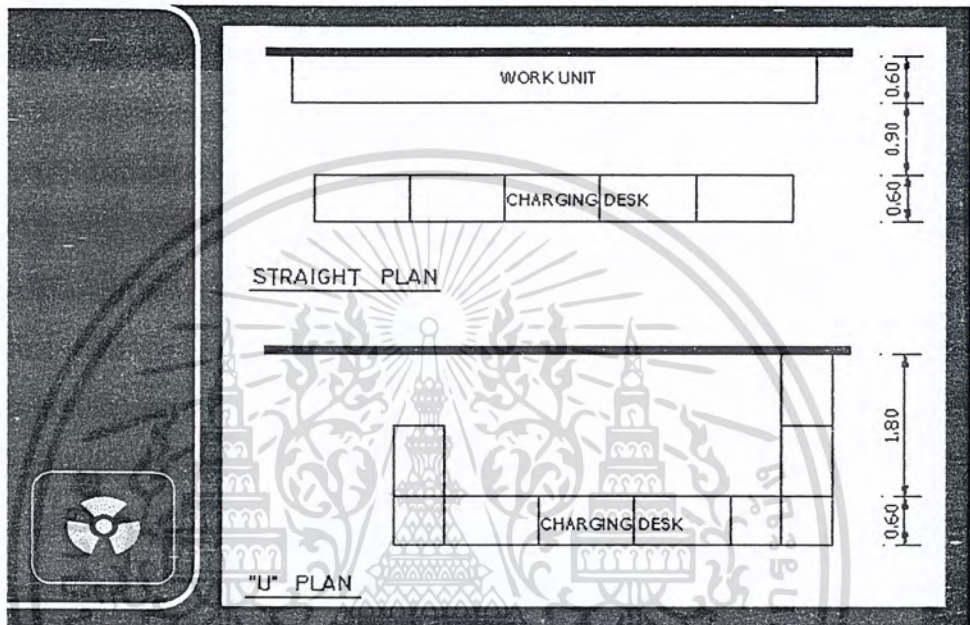 WORK UNIT
0.60
0.90
CHARGING DESK
0.60
STRAIGHT PLAN
1.80
CHARGING DESK
0.60
"U" PLAN